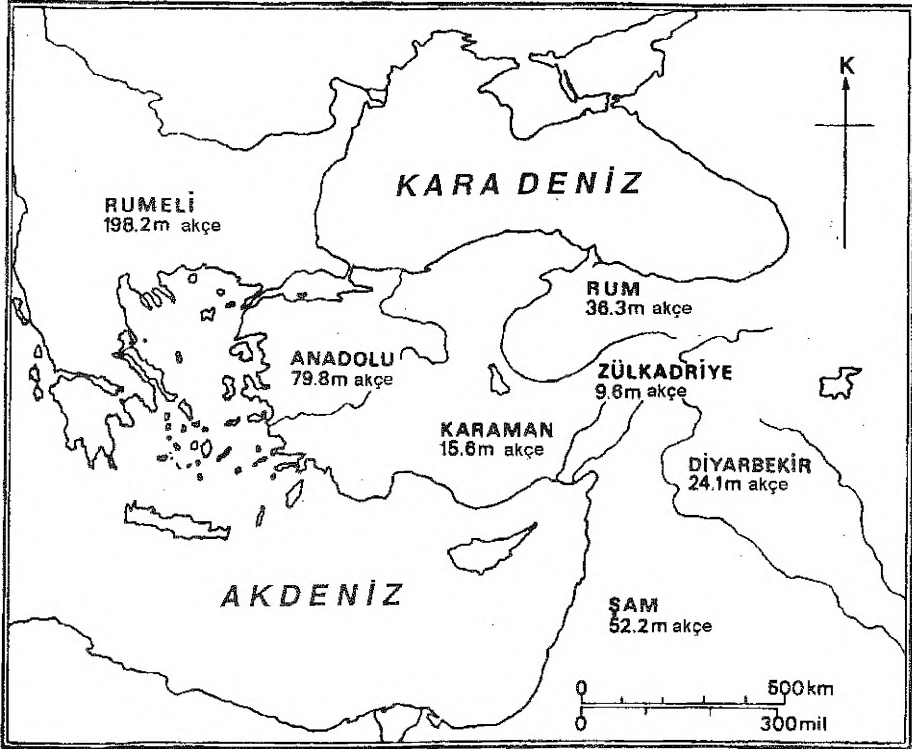 K
KARA DENİZ
RUMELİ
198.2m akçe
RUM
36.3m akçe
ANADOLU
79.8m akçe
ZÜLKADRİYE
9.6m akçe
KARAMAN
15.6m akçe
DİYARBEKİR
24.1m akçe
AKDENİZ
ŞAM
52.2m akçe
0 500km
0 300mil